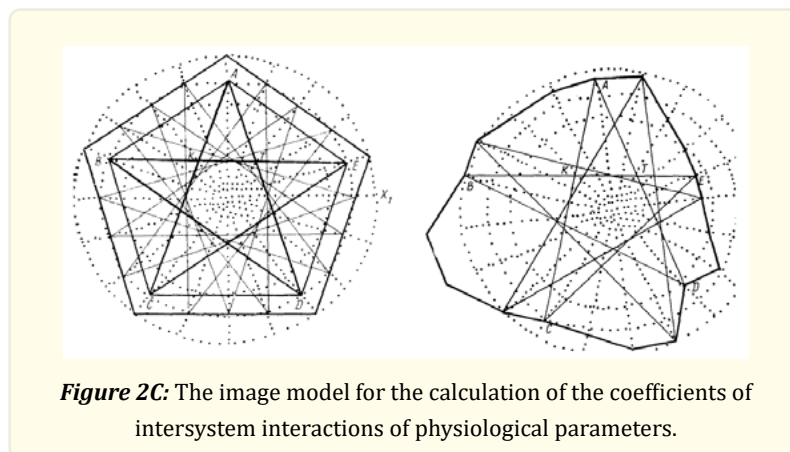 A
B
E
X₁
C
D
A
K
T
E
B
D
C
Figure 2C: The image model for the calculation of the coefficients of
intersystem interactions of physiological parameters.